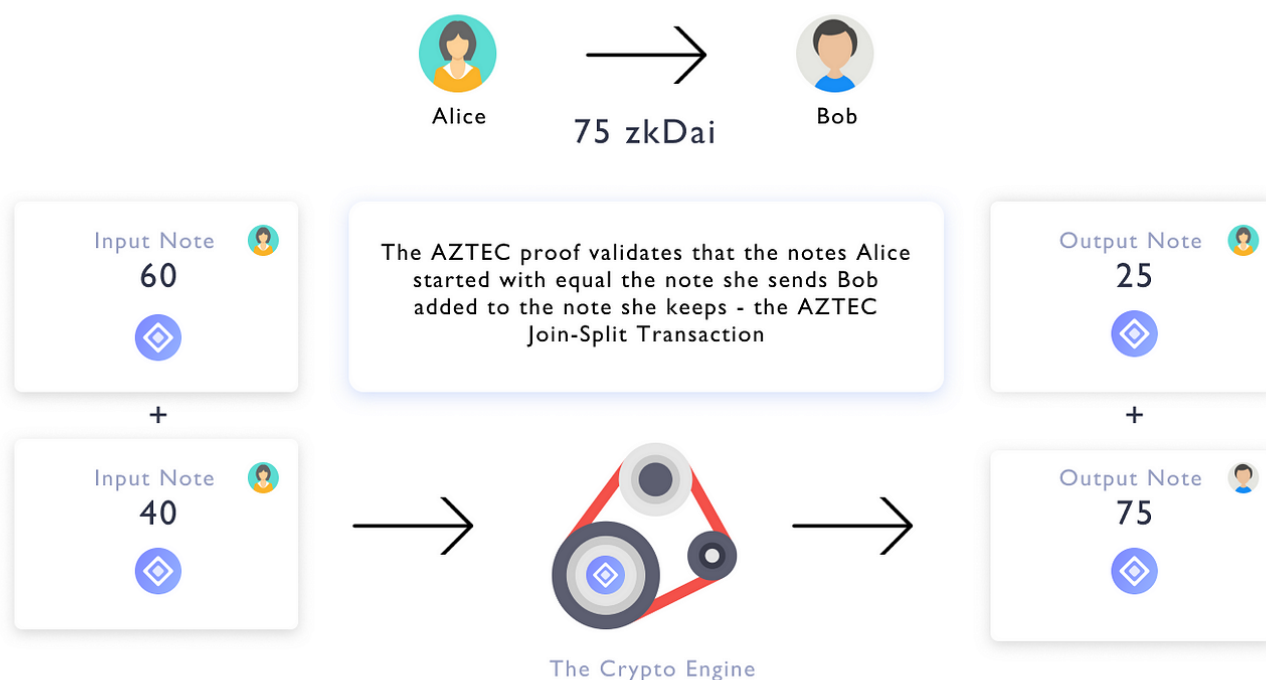 Alice
75 zkDai
Bob
Input Note
60
+
Input Note
40
The AZTEC proof validates that the notes Alice
started with equal the note she sends Bob
added to the note she keeps - the AZTEC
Join-Split Transaction
The Crypto Engine
Output Note
25
+
Output Note
75